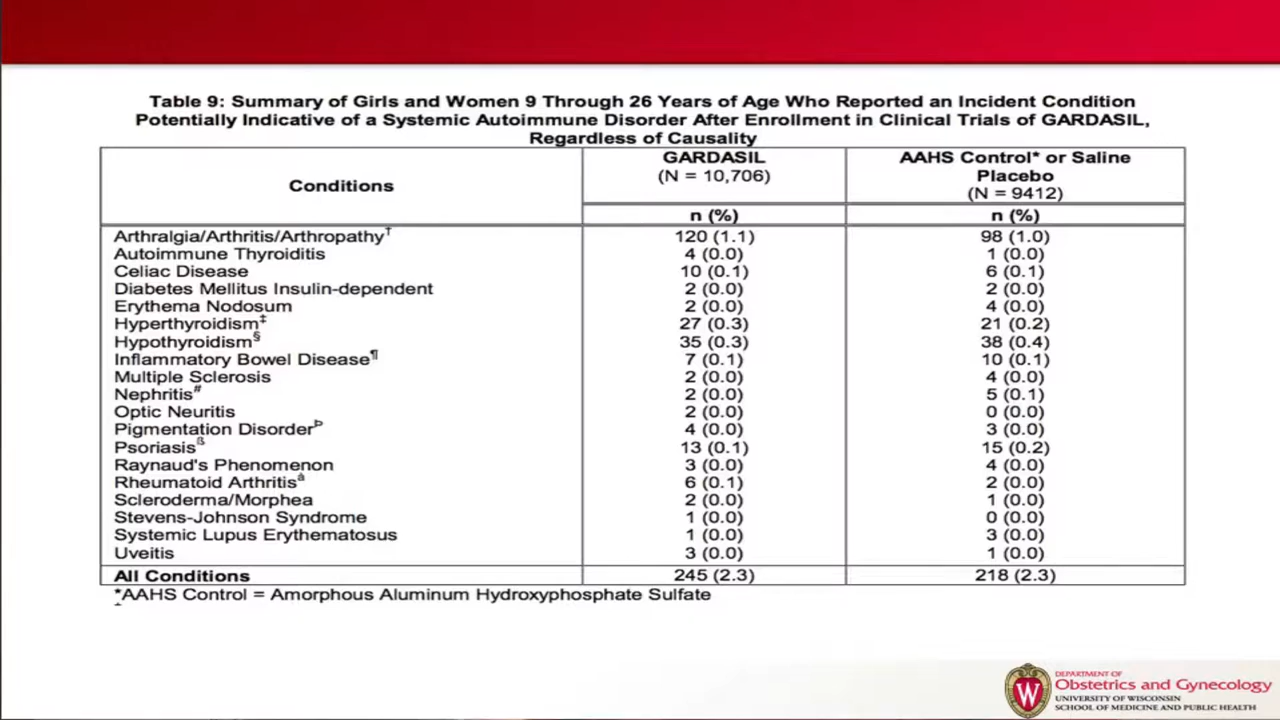 Table 9: Summary of Girls and Women 9 Through 26 Years of Age Who Reported an Incident Condition
Potentially Indicative of a Systemic Autoimmune Disorder After Enrollment in Clinical Trials of GARDASIL,
Regardless of Causality
Conditions GARDASIL (N = 10,706) AAHS Control* or Saline Placebo (N = 9412)
n (%) n (%)
Arthralgia/Arthritis/Arthropathy† 120 (1.1) 98 (1.0)
Autoimmune Thyroiditis 4 (0.0) 1 (0.0)
Celiac Disease 10 (0.1) 6 (0.1)
Diabetes Mellitus Insulin-dependent 2 (0.0) 2 (0.0)
Erythema Nodosum 2 (0.0) 4 (0.0)
Hyperthyroidism‡ 27 (0.3) 21 (0.2)
Hypothyroidism§ 35 (0.3) 38 (0.4)
Inflammatory Bowel Disease¶ 7 (0.1) 10 (0.1)
Multiple Sclerosis 2 (0.0) 4 (0.0)
Nephritis# 2 (0.0) 5 (0.1)
Optic Neuritis 2 (0.0) 0 (0.0)
Pigmentation DisorderÞ 4 (0.0) 3 (0.0)
Psoriasisß 13 (0.1) 15 (0.2)
Raynaud's Phenomenon 3 (0.0) 4 (0.0)
Rheumatoid Arthritisà 6 (0.1) 2 (0.0)
Scleroderma/Morphea 2 (0.0) 1 (0.0)
Stevens-Johnson Syndrome 1 (0.0) 0 (0.0)
Systemic Lupus Erythematosus 1 (0.0) 3 (0.0)
Uveitis 3 (0.0) 1 (0.0)
All Conditions 245 (2.3) 218 (2.3)
*AAHS Control = Amorphous Aluminum Hydroxyphosphate Sulfate
W
DEPARTMENT OF
Obstetrics and Gynecology
UNIVERSITY OF WISCONSIN
SCHOOL OF MEDICINE AND PUBLIC HEALTH